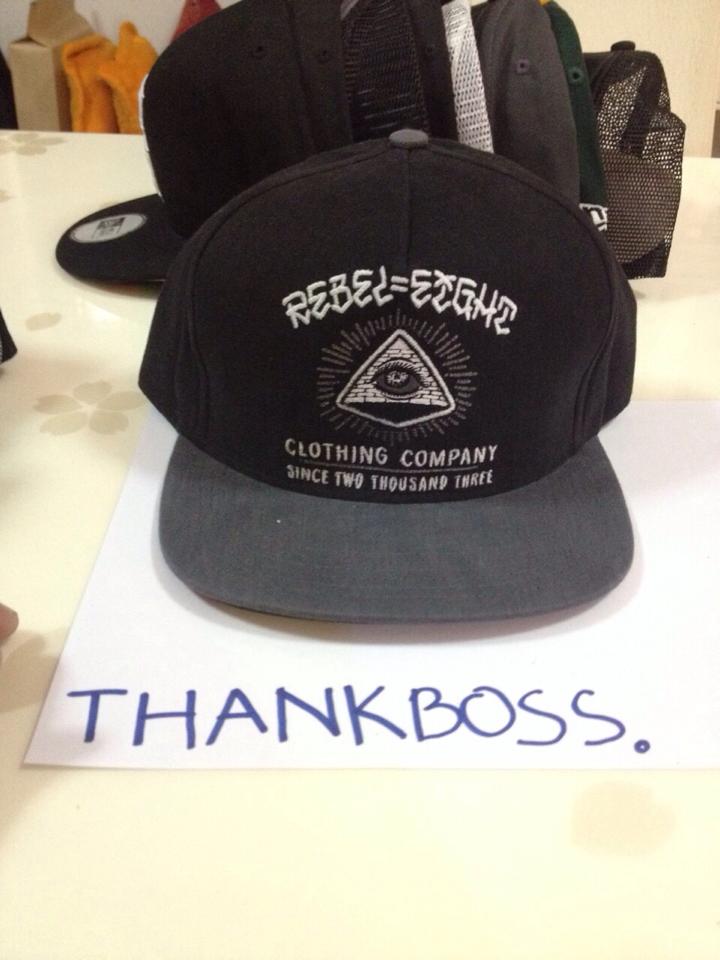 REBEL=EIGHT
CLOTHING COMPANY
SINCE TWO THOUSAND THREE
THANKBOSS.